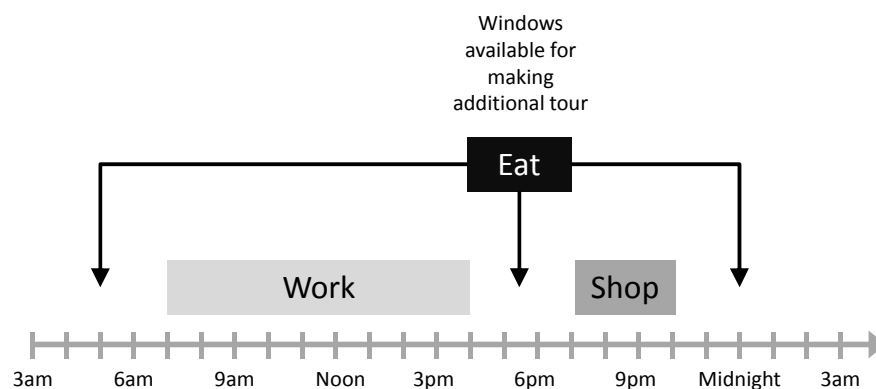 Windows
available for
making
additional tour
Eat
Work
Shop
3am 6am 9am Noon 3pm 6pm 9pm Midnight 3am